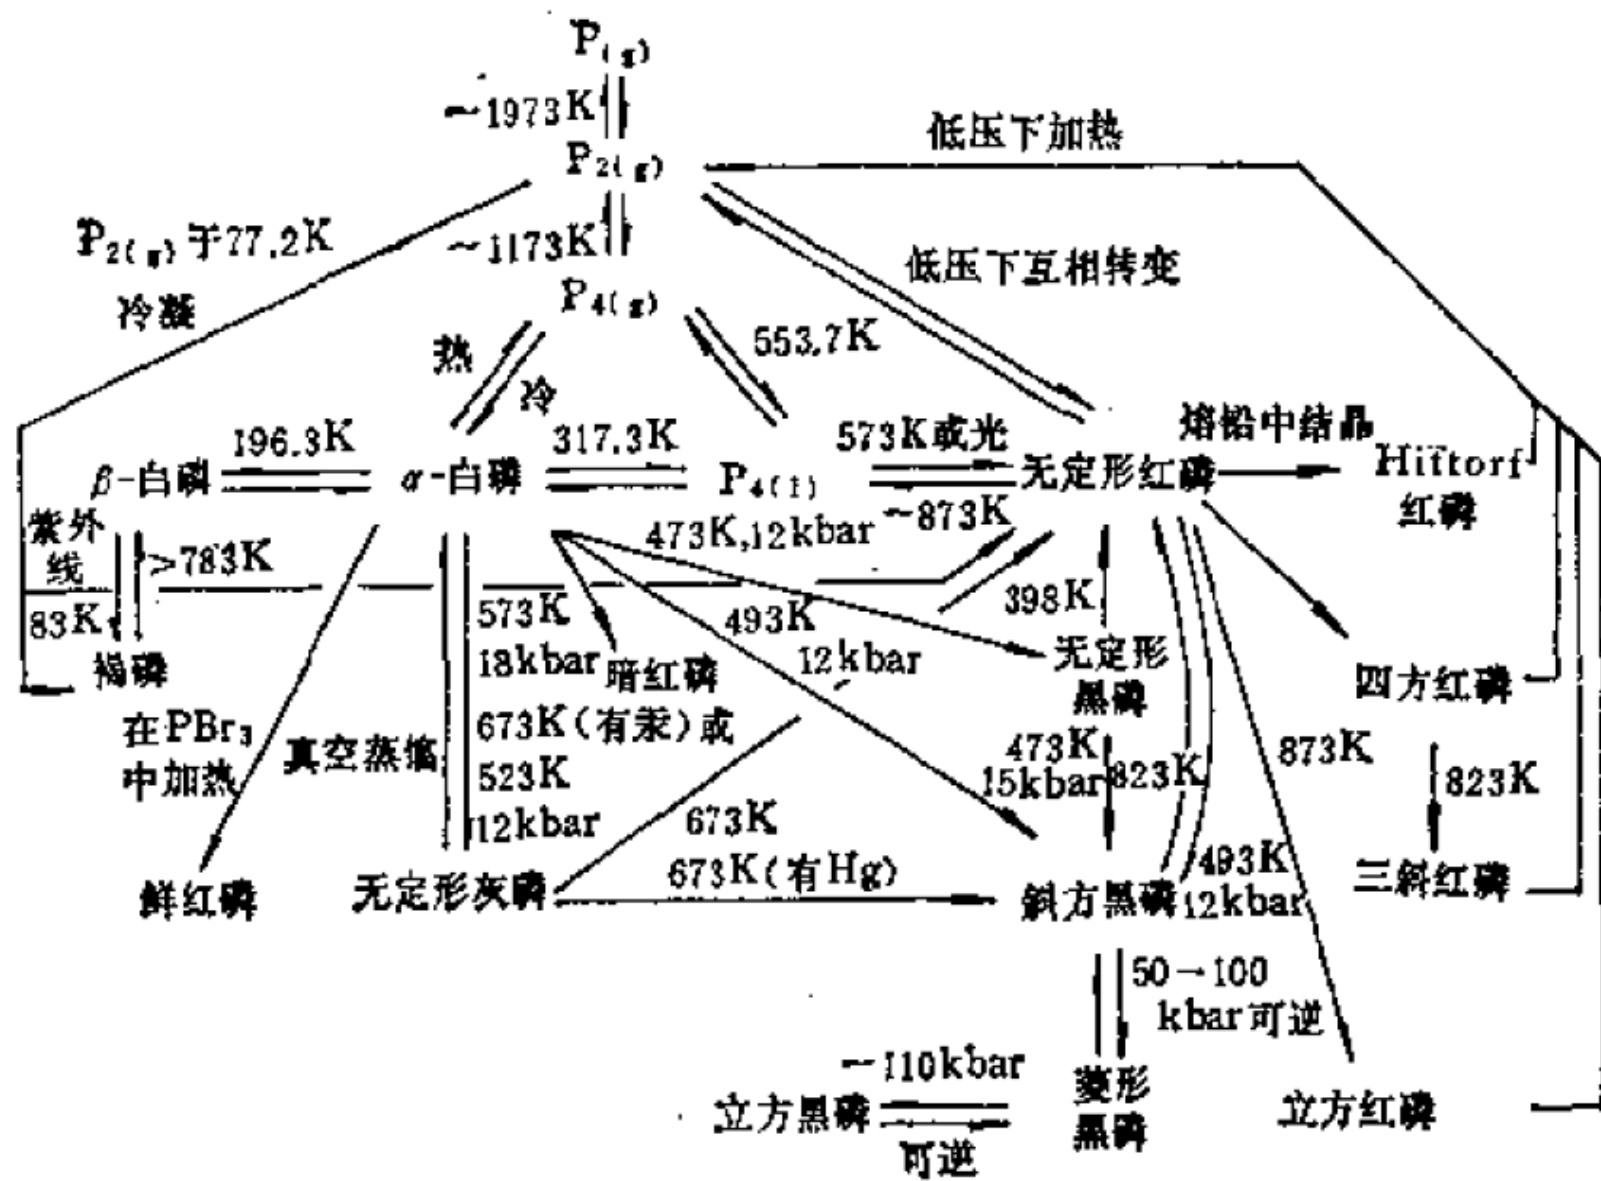 P(g)
~1973K
P2(g)
低压下加热
P2(g)于77.2K
冷凝
~1173K
低压下互相转变
P4(g)
热
冷
553.7K
196.3K
317.3K
573K或光
熔铅中结晶
β-白磷
α-白磷
P4(l)
无定形红磷
Hittorf
红磷
紫外
线
>783K
473K,12kbar
~873K
83K
573K
18kbar
493K
12kbar
398K
褐磷
暗红磷
无定形
黑磷
四方红磷
在PBr3
中加热
真空蒸馏
673K(有汞)或
523K
12kbar
473K
15kbar
823K
873K
823K
673K
673K(有Hg)
493K
12kbar
鲜红磷
无定形灰磷
斜方黑磷
三斜红磷
50→100
kbar可逆
~110kbar
立方黑磷
可逆
菱形
黑磷
立方红磷